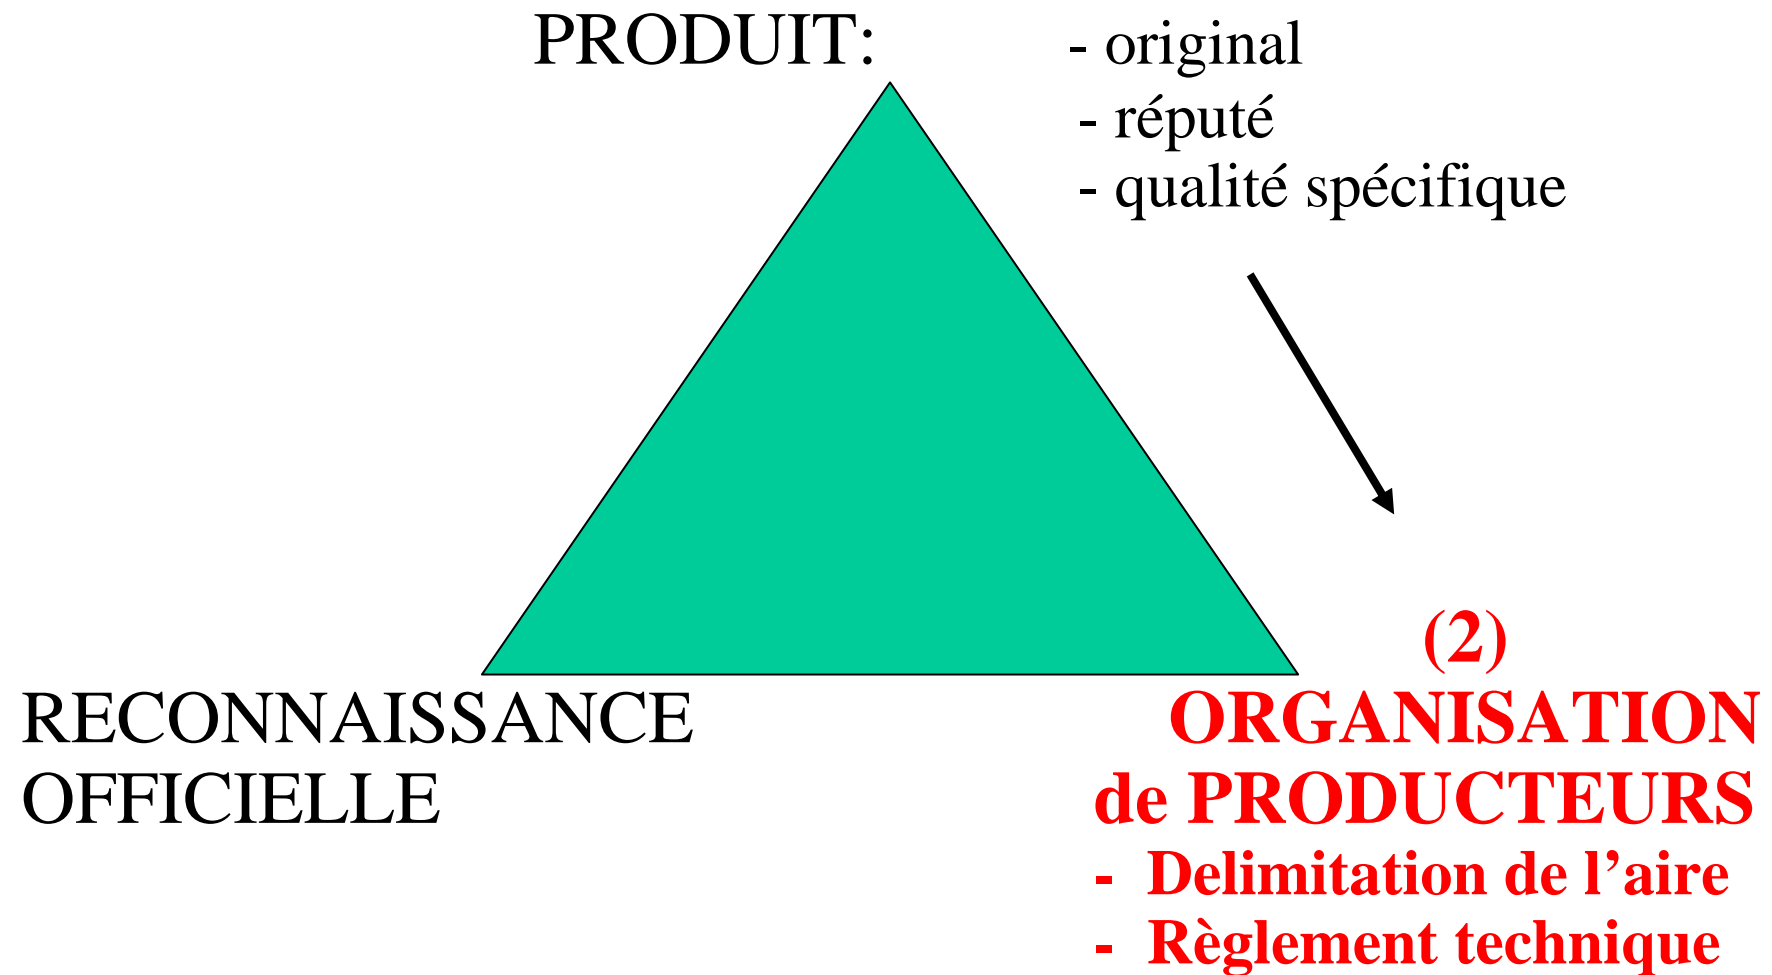 PRODUIT: - original
- réputé
- qualité spécifique
RECONNAISSANCE
OFFICIELLE
(2)
ORGANISATION
de PRODUCTEURS
- Delimitation de l’aire
- Règlement technique